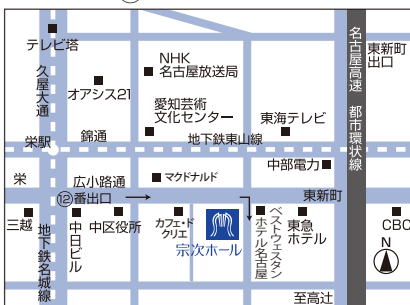 テレビ塔
NHK
名古屋放送局
東新町
出口
久屋大通
オアシス21
愛知芸術
文化センター
東海テレビ
名古屋高速 都市環状線
錦通
栄駅
地下鉄東山線
中部電力
栄
広小路通
マクドナルド
東新町
⑫番出口
三越
地下鉄名城線
中日ビル
中区役所
カフェ・ド
クリエ
宗次ホール
ベストウェスタン
ホテル名古屋
東急
ホテル
CBC
N
至高辻